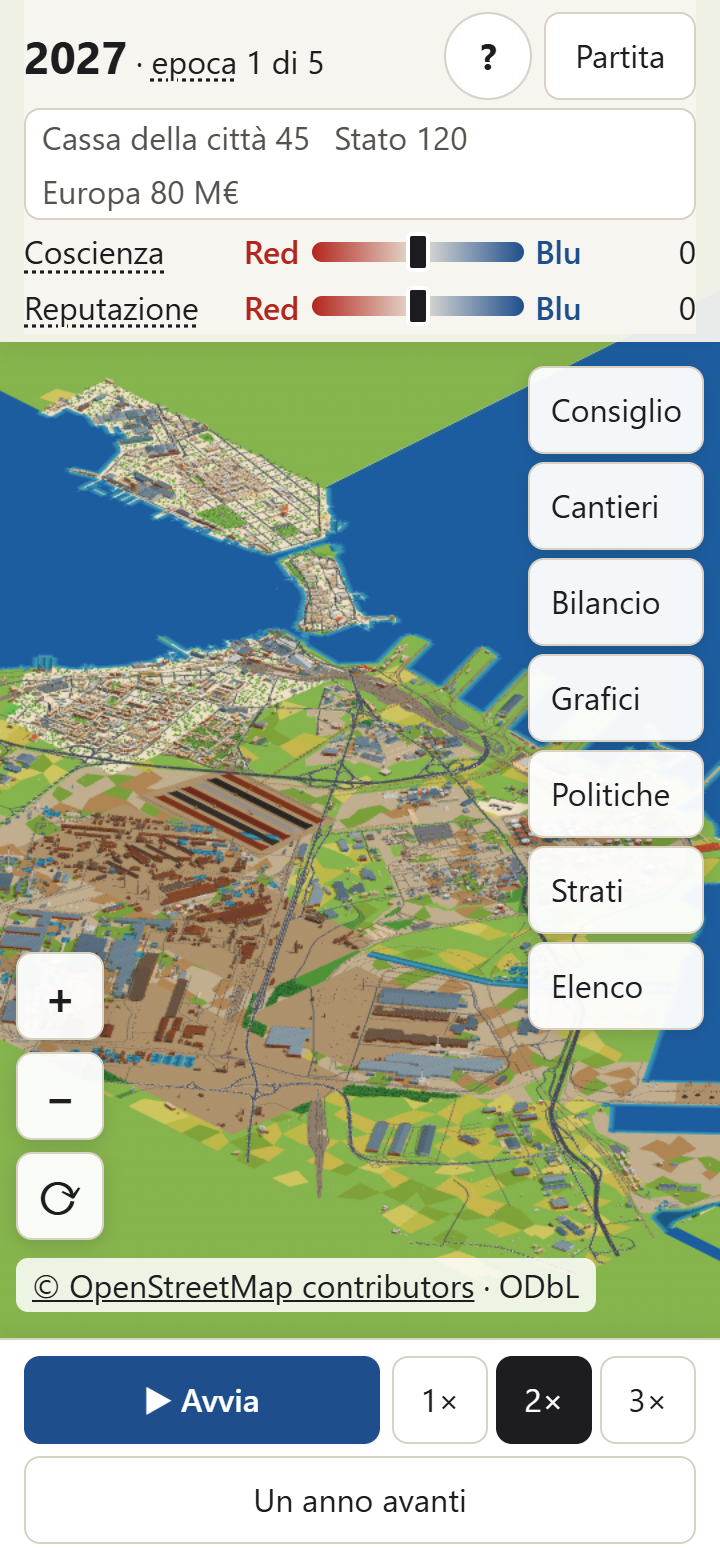 2027 · epoca 1 di 5
?
Partita
Cassa della città 45 Stato 120
Europa 80 M€
Coscienza Red Blu 0
Reputazione Red Blu 0
Consiglio
Cantieri
Bilancio
Grafici
Politiche
Strati
Elenco
+
−
© OpenStreetMap contributors · ODbL
▶ Avvia
1×
2×
3×
Un anno avanti